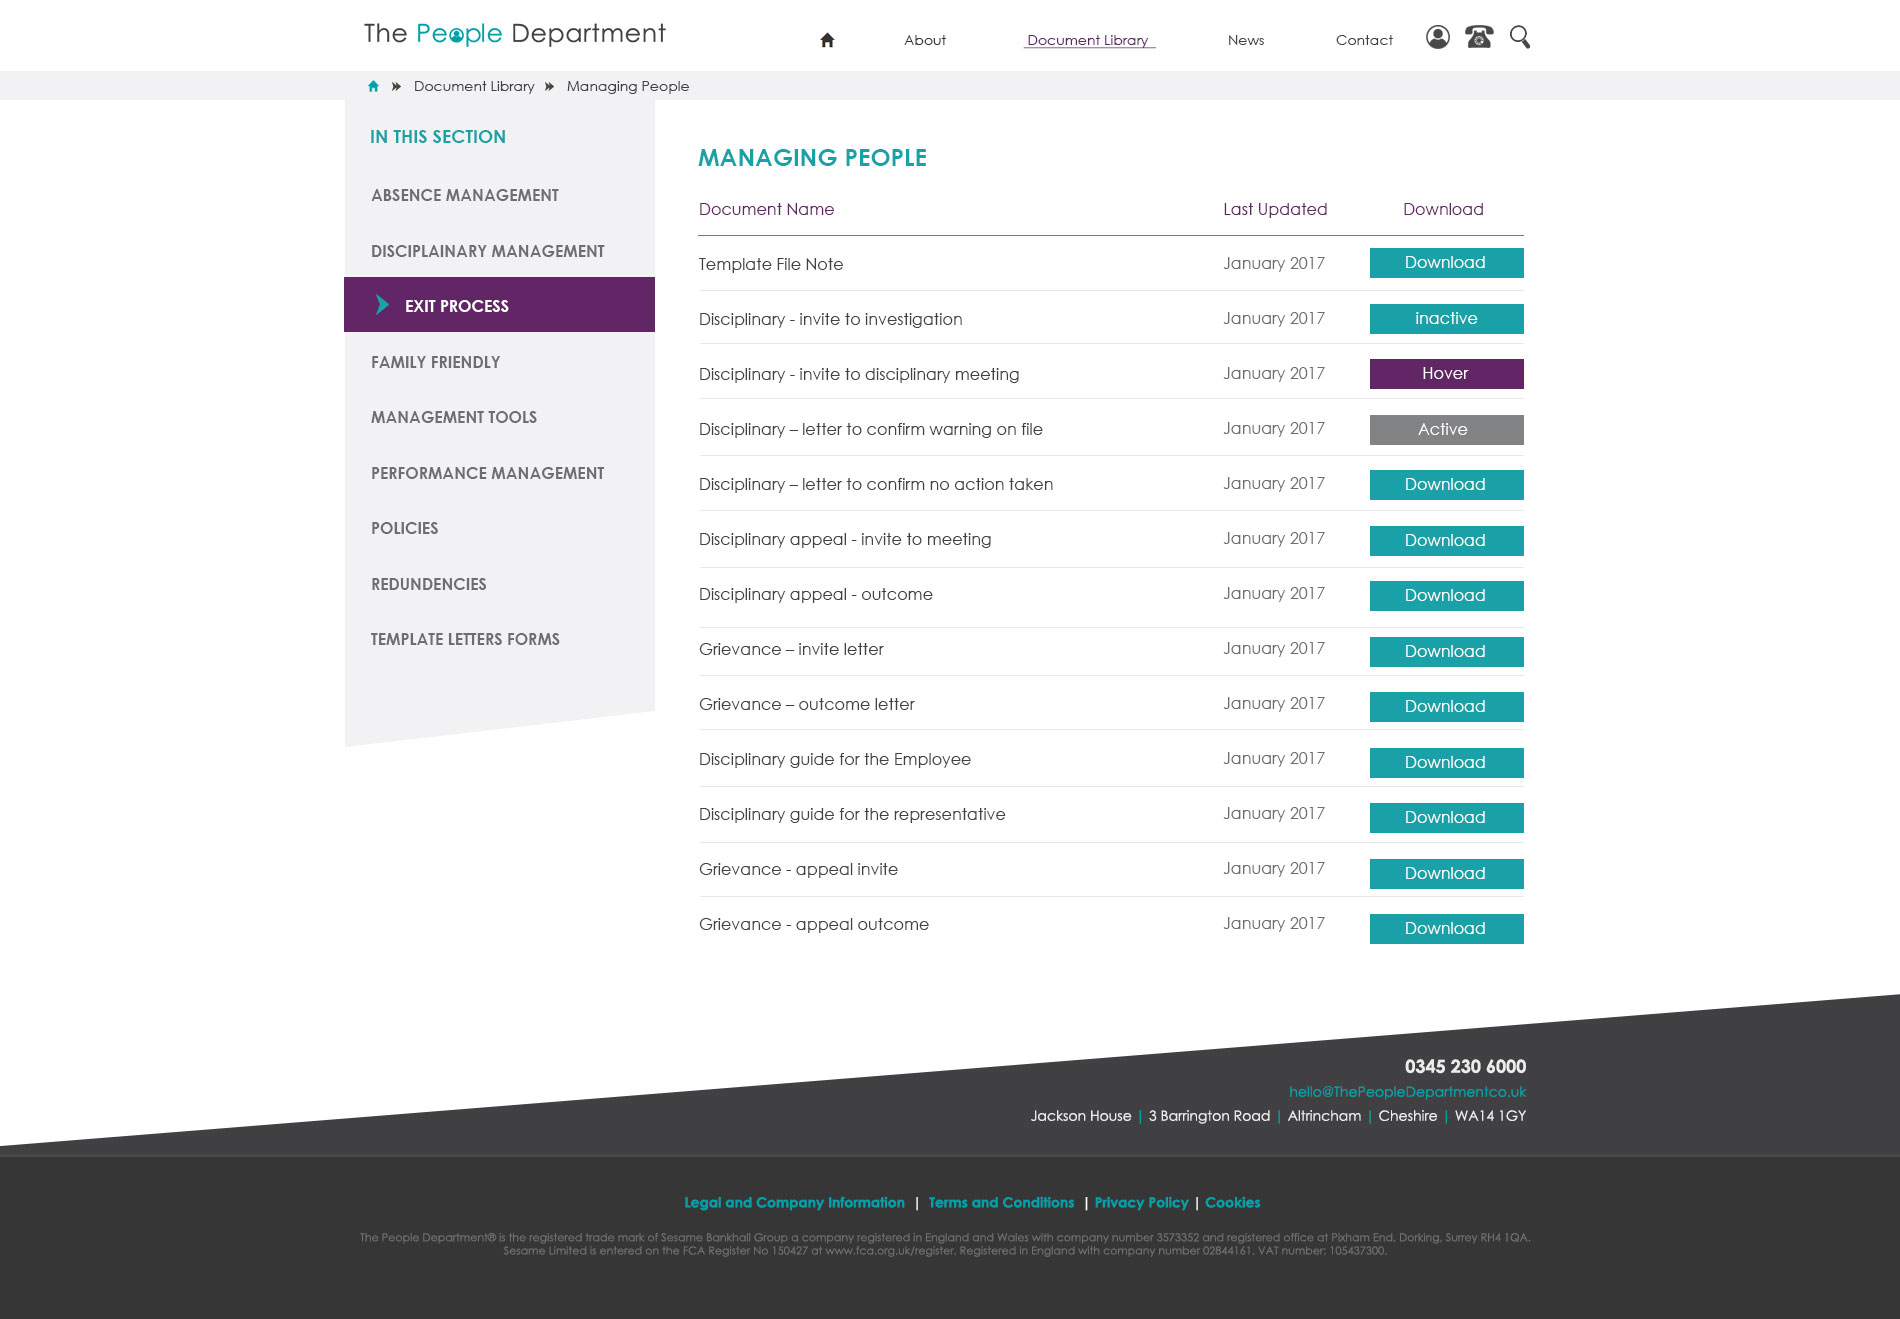 The People Department
About
Document Library
News
Contact
Document Library
Managing People
IN THIS SECTION
ABSENCE MANAGEMENT
DISCIPLAINARY MANAGEMENT
EXIT PROCESS
FAMILY FRIENDLY
MANAGEMENT TOOLS
PERFORMANCE MANAGEMENT
POLICIES
REDUNDENCIES
TEMPLATE LETTERS FORMS
MANAGING PEOPLE
Document Name Last Updated Download
Template File Note January 2017 Download
Disciplinary - invite to investigation January 2017 inactive
Disciplinary - invite to disciplinary meeting January 2017 Hover
Disciplinary – letter to confirm warning on file January 2017 Active
Disciplinary – letter to confirm no action taken January 2017 Download
Disciplinary appeal - invite to meeting January 2017 Download
Disciplinary appeal - outcome January 2017 Download
Grievance – invite letter January 2017 Download
Grievance – outcome letter January 2017 Download
Disciplinary guide for the Employee January 2017 Download
Disciplinary guide for the representative January 2017 Download
Grievance - appeal invite January 2017 Download
Grievance - appeal outcome January 2017 Download
0345 230 6000
hello@ThePeopleDepartmentco.uk
Jackson House | 3 Barrington Road | Altrincham | Cheshire | WA14 1GY
Legal and Company Information | Terms and Conditions | Privacy Policy | Cookies
The People Department® is the registered trade mark of Sesame Bankhall Group a company registered in England and Wales with company number 3573352 and registered office at Pixham End, Dorking, Surrey RH4 1QA.
Sesame Limited is entered on the FCA Register No 150427 at www.fca.org.uk/register. Registered in England with company number 02844161. VAT number: 105437300.